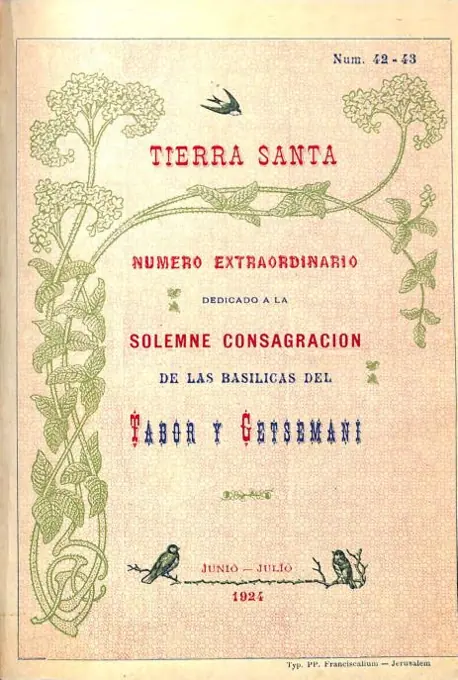 Num. 42 - 43
TIERRA SANTA
NUMERO EXTRAORDINARIO
DEDICADO A LA
SOLEMNE CONSAGRACION
DE LAS BASILICAS DEL
TABOR Y GETSEMANI
JUNIO — JULIO
1924
Typ. PP. Franciscalium — Jerusalem